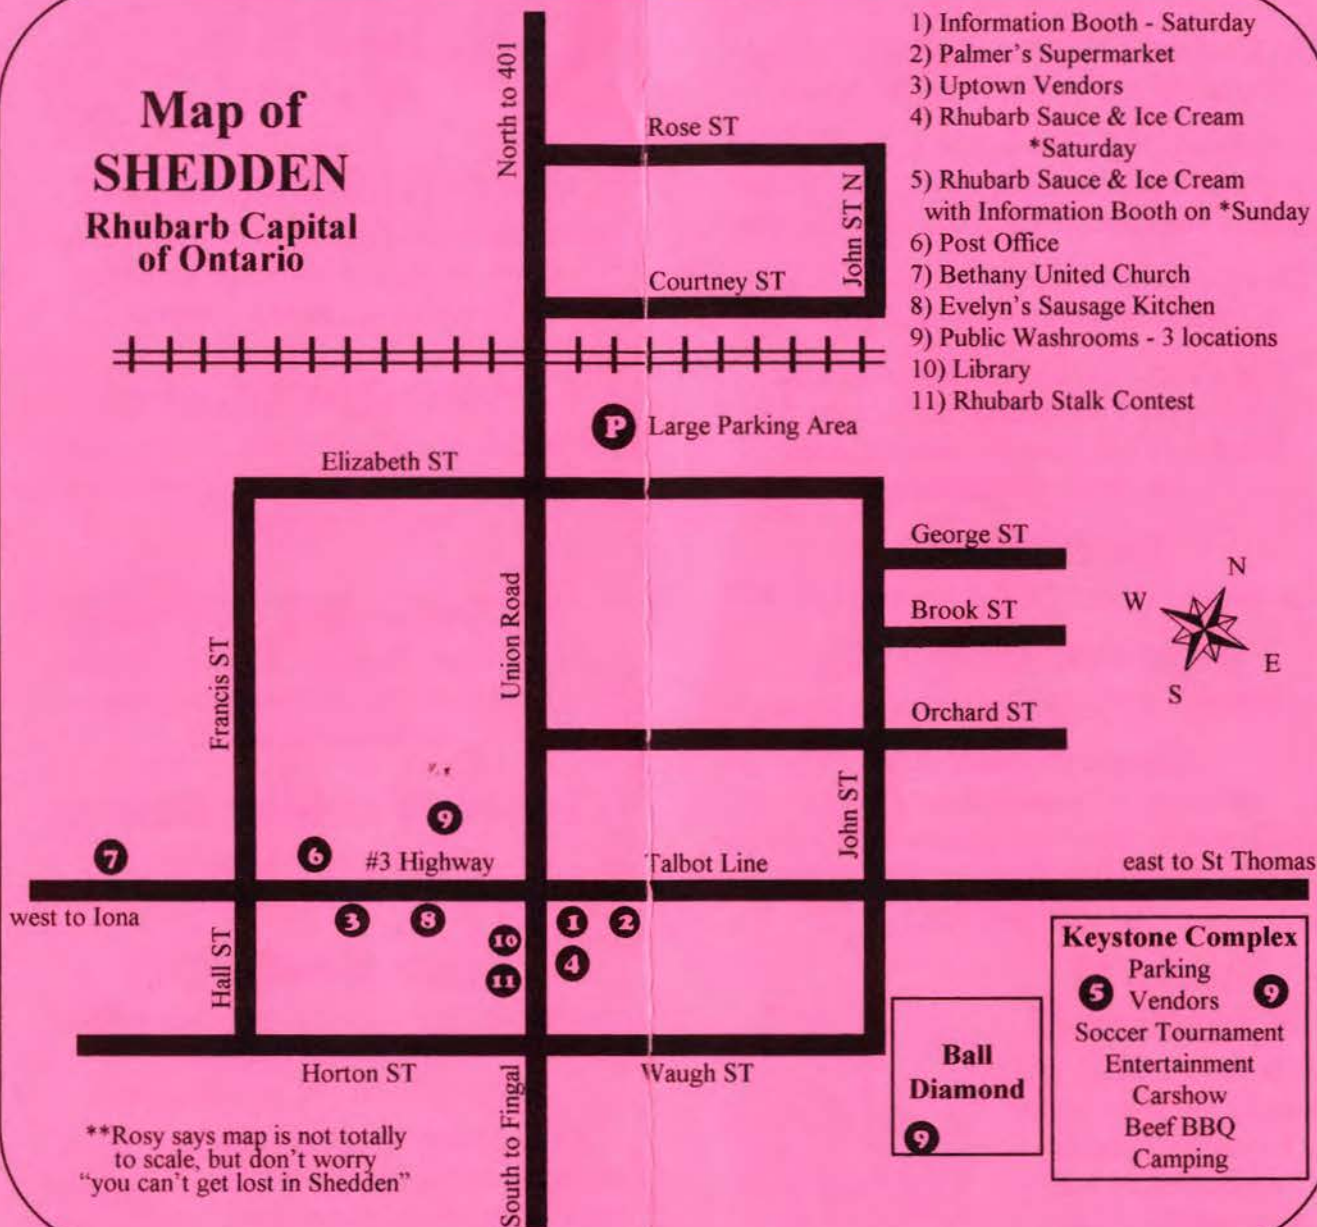 Map of
SHEDDEN
Rhubarb Capital
of Ontario
1) Information Booth - Saturday
2) Palmer's Supermarket
3) Uptown Vendors
4) Rhubarb Sauce & Ice Cream
*Saturday
5) Rhubarb Sauce & Ice Cream
with Information Booth on *Sunday
6) Post Office
7) Bethany United Church
8) Evelyn's Sausage Kitchen
9) Public Washrooms - 3 locations
10) Library
11) Rhubarb Stalk Contest
North to 401
Rose ST
John ST N
Courtney ST
P Large Parking Area
Elizabeth ST
George ST
Brook ST
Orchard ST
N
W
E
S
Francis ST
Union Road
John ST
9
7
6
#3 Highway
Talbot Line
east to St Thomas
west to Iona
3
8
10
1
2
11
4
Hall ST
Horton ST
Waugh ST
South to Fingal
Ball
Diamond
9
Keystone Complex
Parking
5 Vendors 9
Soccer Tournament
Entertainment
Carshow
Beef BBQ
Camping
**Rosy says map is not totally
to scale, but don't worry
"you can't get lost in Shedden"